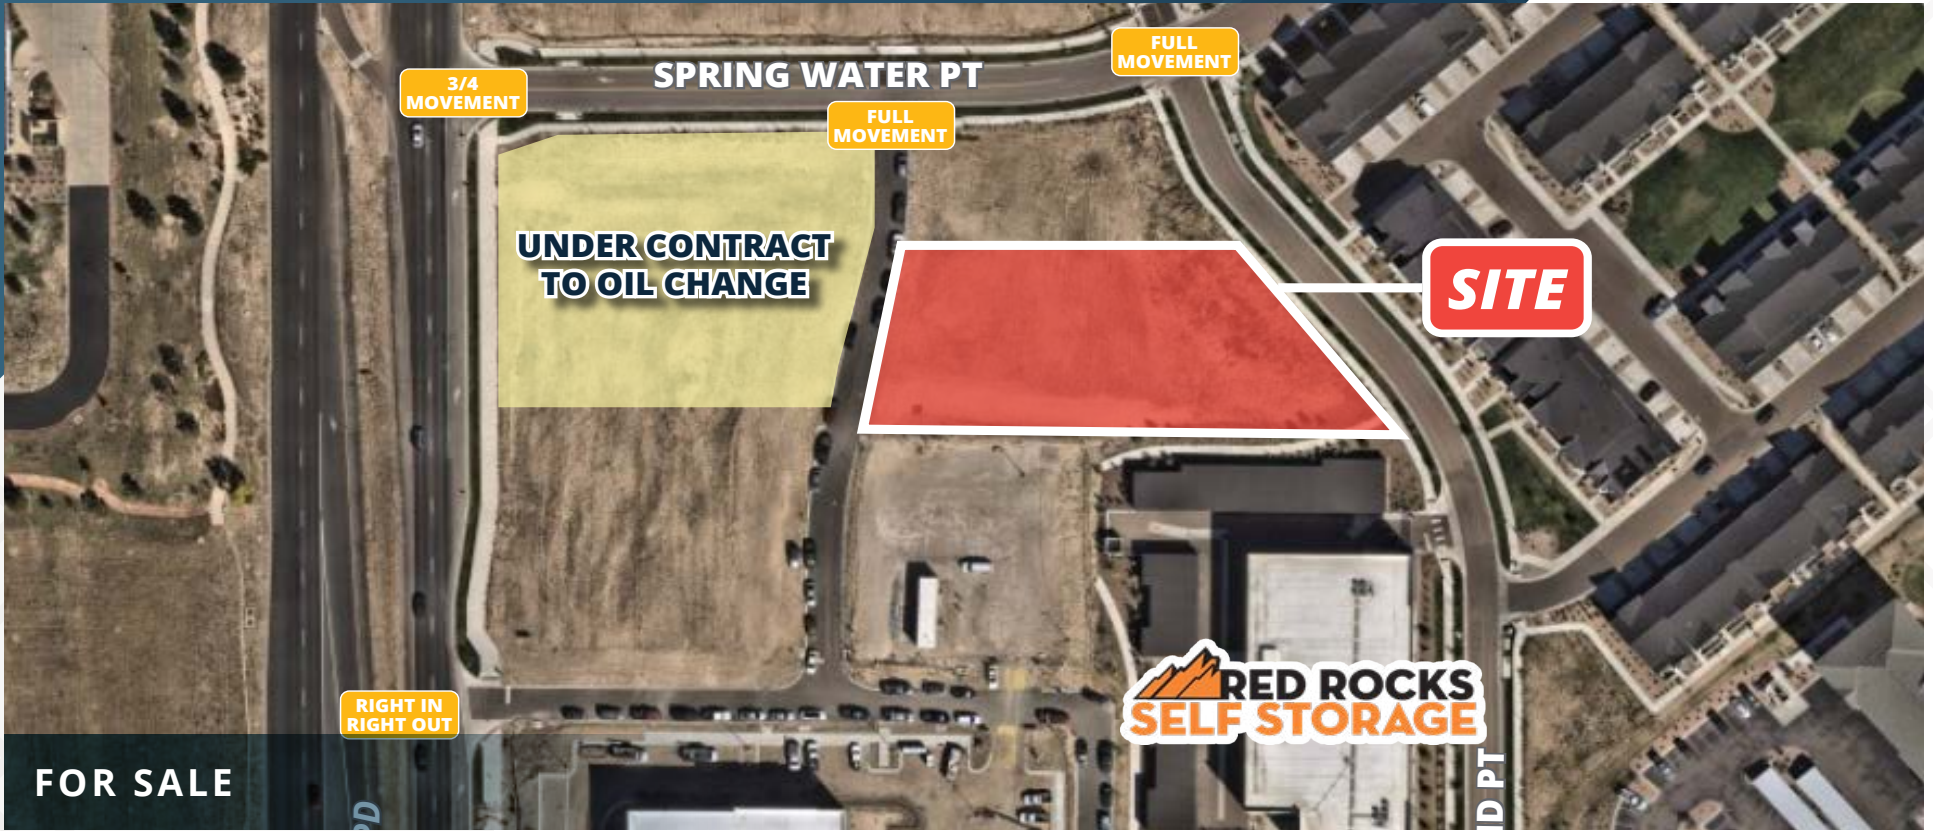 FULL
MOVEMENT
3/4
MOVEMENT
SPRING WATER PT
FULL
MOVEMENT
UNDER CONTRACT
TO OIL CHANGE
SITE
RED ROCKS
SELF STORAGE
RIGHT IN
RIGHT OUT
FOR SALE
PT